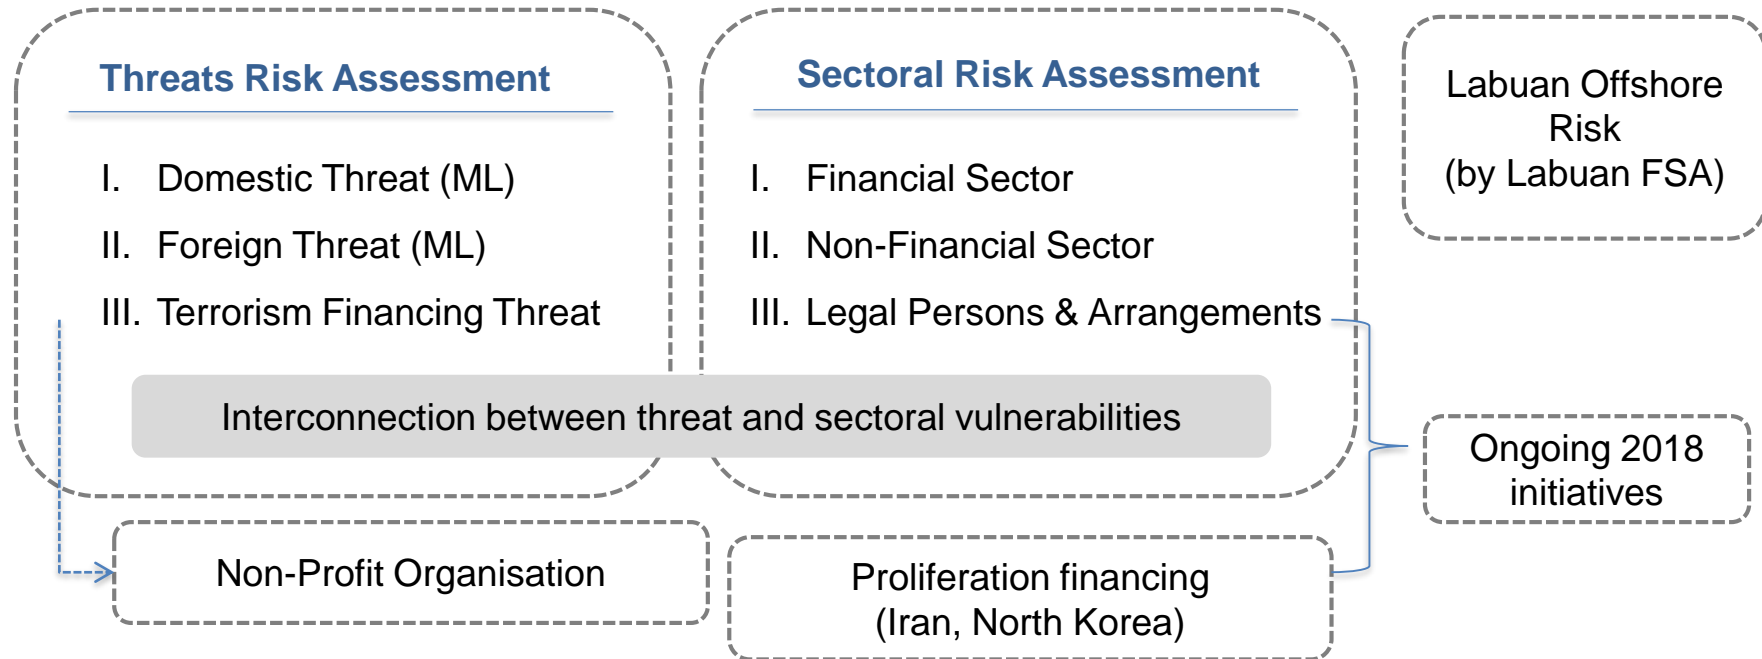 Threats Risk Assessment
I. Domestic Threat (ML)
II. Foreign Threat (ML)
III. Terrorism Financing Threat
Sectoral Risk Assessment
I. Financial Sector
II. Non-Financial Sector
III. Legal Persons & Arrangements
Interconnection between threat and sectoral vulnerabilities
Labuan Offshore
Risk
(by Labuan FSA)
Ongoing 2018
initiatives
Non-Profit Organisation
Proliferation financing
(Iran, North Korea)